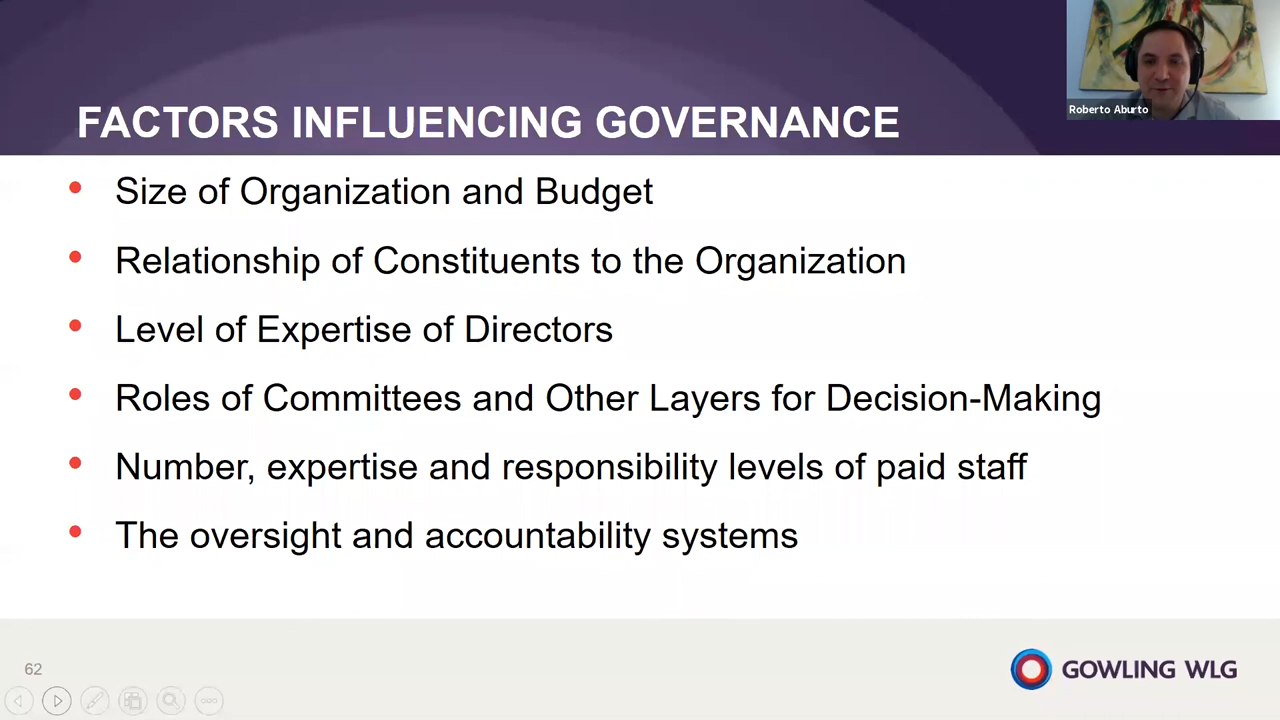 FACTORS INFLUENCING GOVERNANCE
Roberto Aburto
Size of Organization and Budget
Relationship of Constituents to the Organization
Level of Expertise of Directors
Roles of Committees and Other Layers for Decision-Making
Number, expertise and responsibility levels of paid staff
The oversight and accountability systems
62
GOWLING WLG